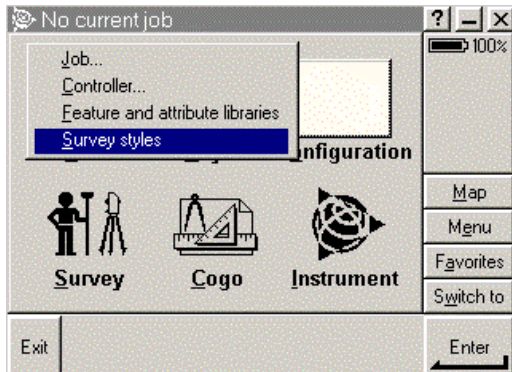 No current job
? _ X
100%
Job...
Controller...
Feature and attribute libraries
Survey styles
nfiguration
Map
Menu
Favorites
Switch to
Survey Cogo Instrument
Exit
Enter